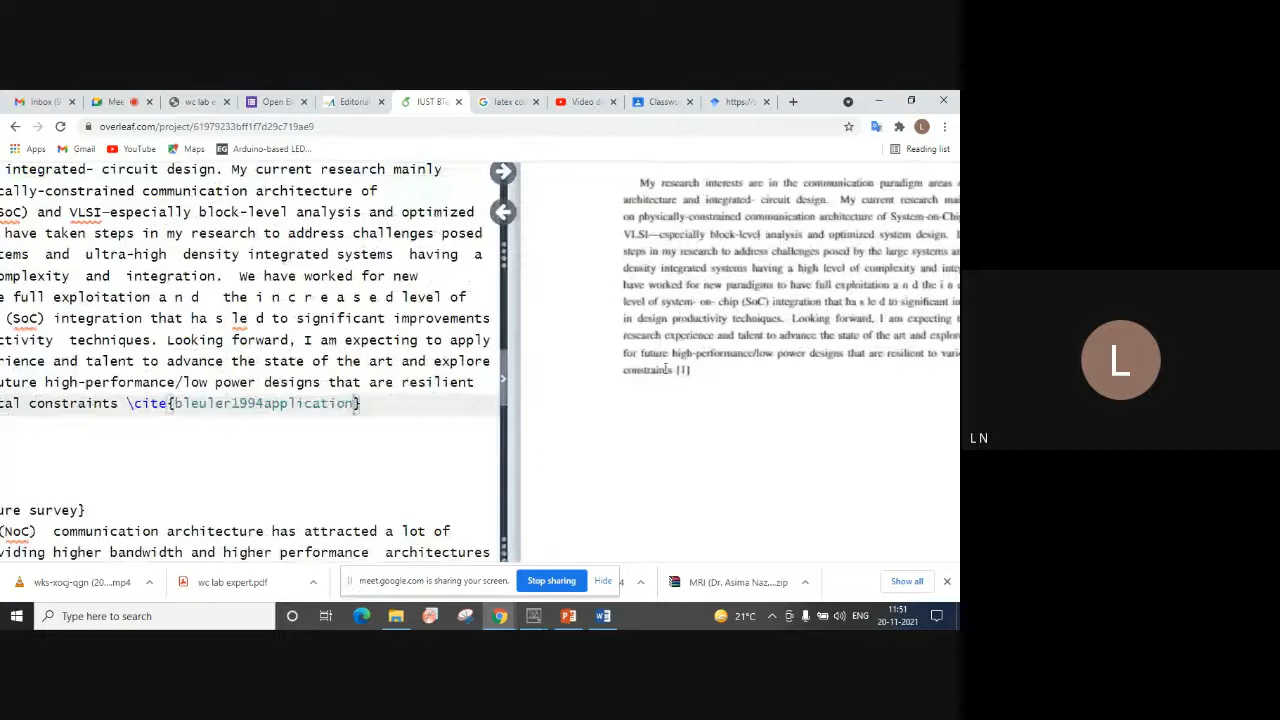 Inbox (9
Mee
wc lab e
Open El
Editorial
IUST BTe
latex co
Video de
Classwo
https://
overleaf.com/project/61979233bff1f7d29c719ae9
L
Apps
Gmail
YouTube
Maps
EG
Arduino-based LED...
Reading list
integrated- circuit design. My current research mainly
cally-constrained communication architecture of
SoC) and VLSI—especially block-level analysis and optimized
have taken steps in my research to address challenges posed
tems and ultra-high density integrated systems having a
omplexity and integration. We have worked for new
e full exploitation a n d the i n c r e a s e d level of
(SoC) integration that ha s le d to significant improvements
ctivity techniques. Looking forward, I am expecting to apply
rience and talent to advance the state of the art and explore
uture high-performance/low power designs that are resilient
cal constraints \cite{bleuler1994application}
ure survey}
(NoC) communication architecture has attracted a lot of
viding higher bandwidth and higher performance architectures
My research interests are in the communication paradigm areas
architecture and integrated- circuit design. My current research ma
on physically-constrained communication architecture of System-on-Chi
VLSI—especially block-level analysis and optimized system design. I
steps in my research to address challenges posed by the large systems a
density integrated systems having a high level of complexity and inte
have worked for new paradigms to have full exploitation a n d the i n
level of system- on- chip (SoC) integration that ha s le d to significant i
in design productivity techniques. Looking forward, I am expecting
research experience and talent to advance the state of the art and explor
for future high-performance/low power designs that are resilient to vari
constraints [1]
L
LN
wks-xocj-qgn (20....mp4
wc lab expert.pdf
meet.google.com is sharing your screen.
Stop sharing
Hide
4
MRI (Dr. Asima Naz....zip
Show all
Type here to search
21°C
ENG
11:51
20-11-2021